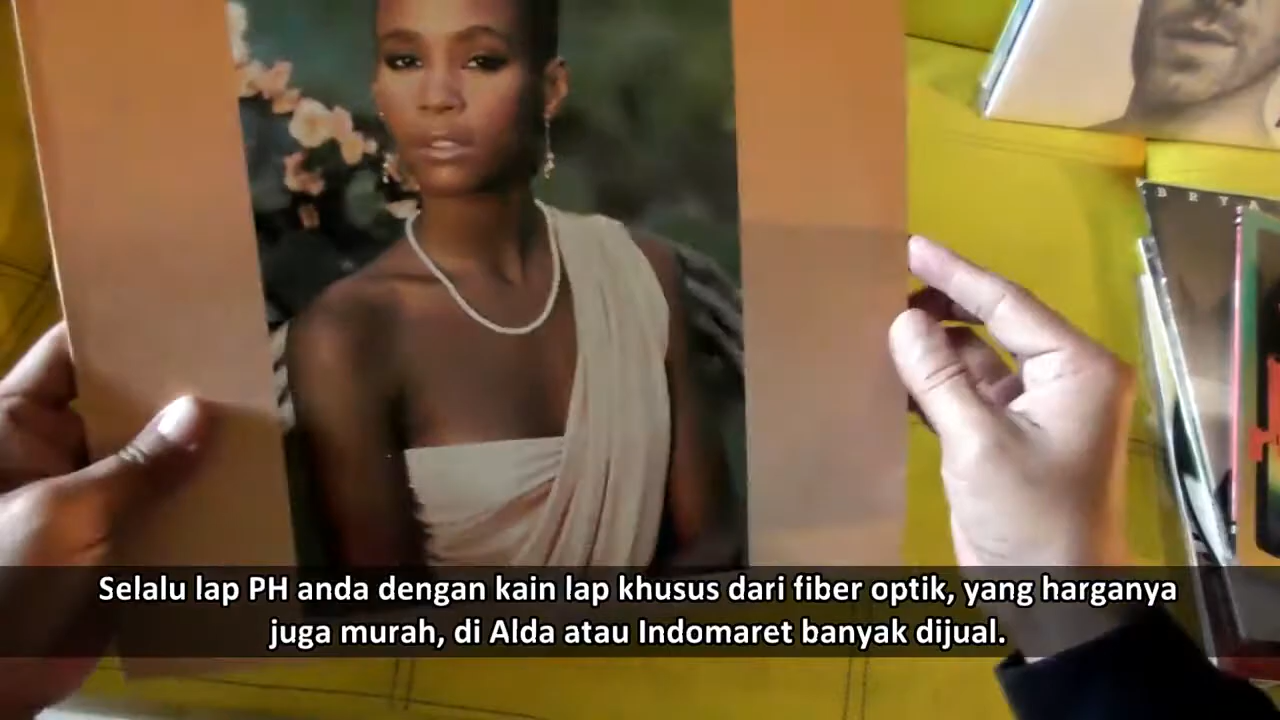 BRYA
Selalu lap PH anda dengan kain lap khusus dari fiber optik, yang harganya
juga murah, di Alda atau Indomaret banyak dijual.